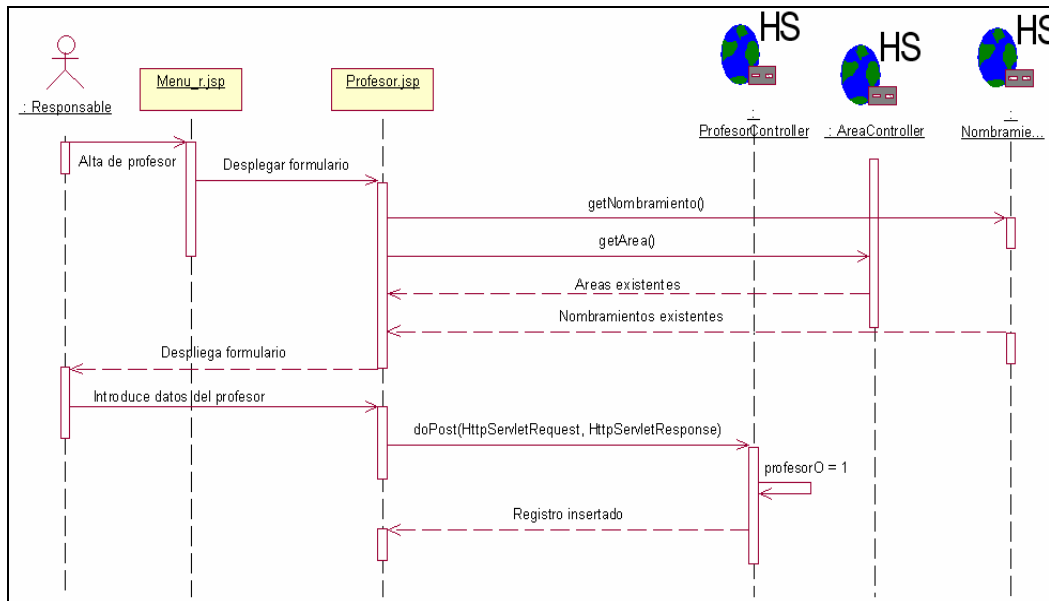 HS
HS
HS
: Responsable
Menu_r.jsp
Profesor.jsp
:
ProfesorController
: AreaController
:
Nombramie...
Alta de profesor
Desplegar formulario
getNombramiento()
getArea()
Areas existentes
Nombramientos existentes
Despliega formulario
Introduce datos del profesor
doPost(HttpServletRequest, HttpServletResponse)
profesorO = 1
Registro insertado